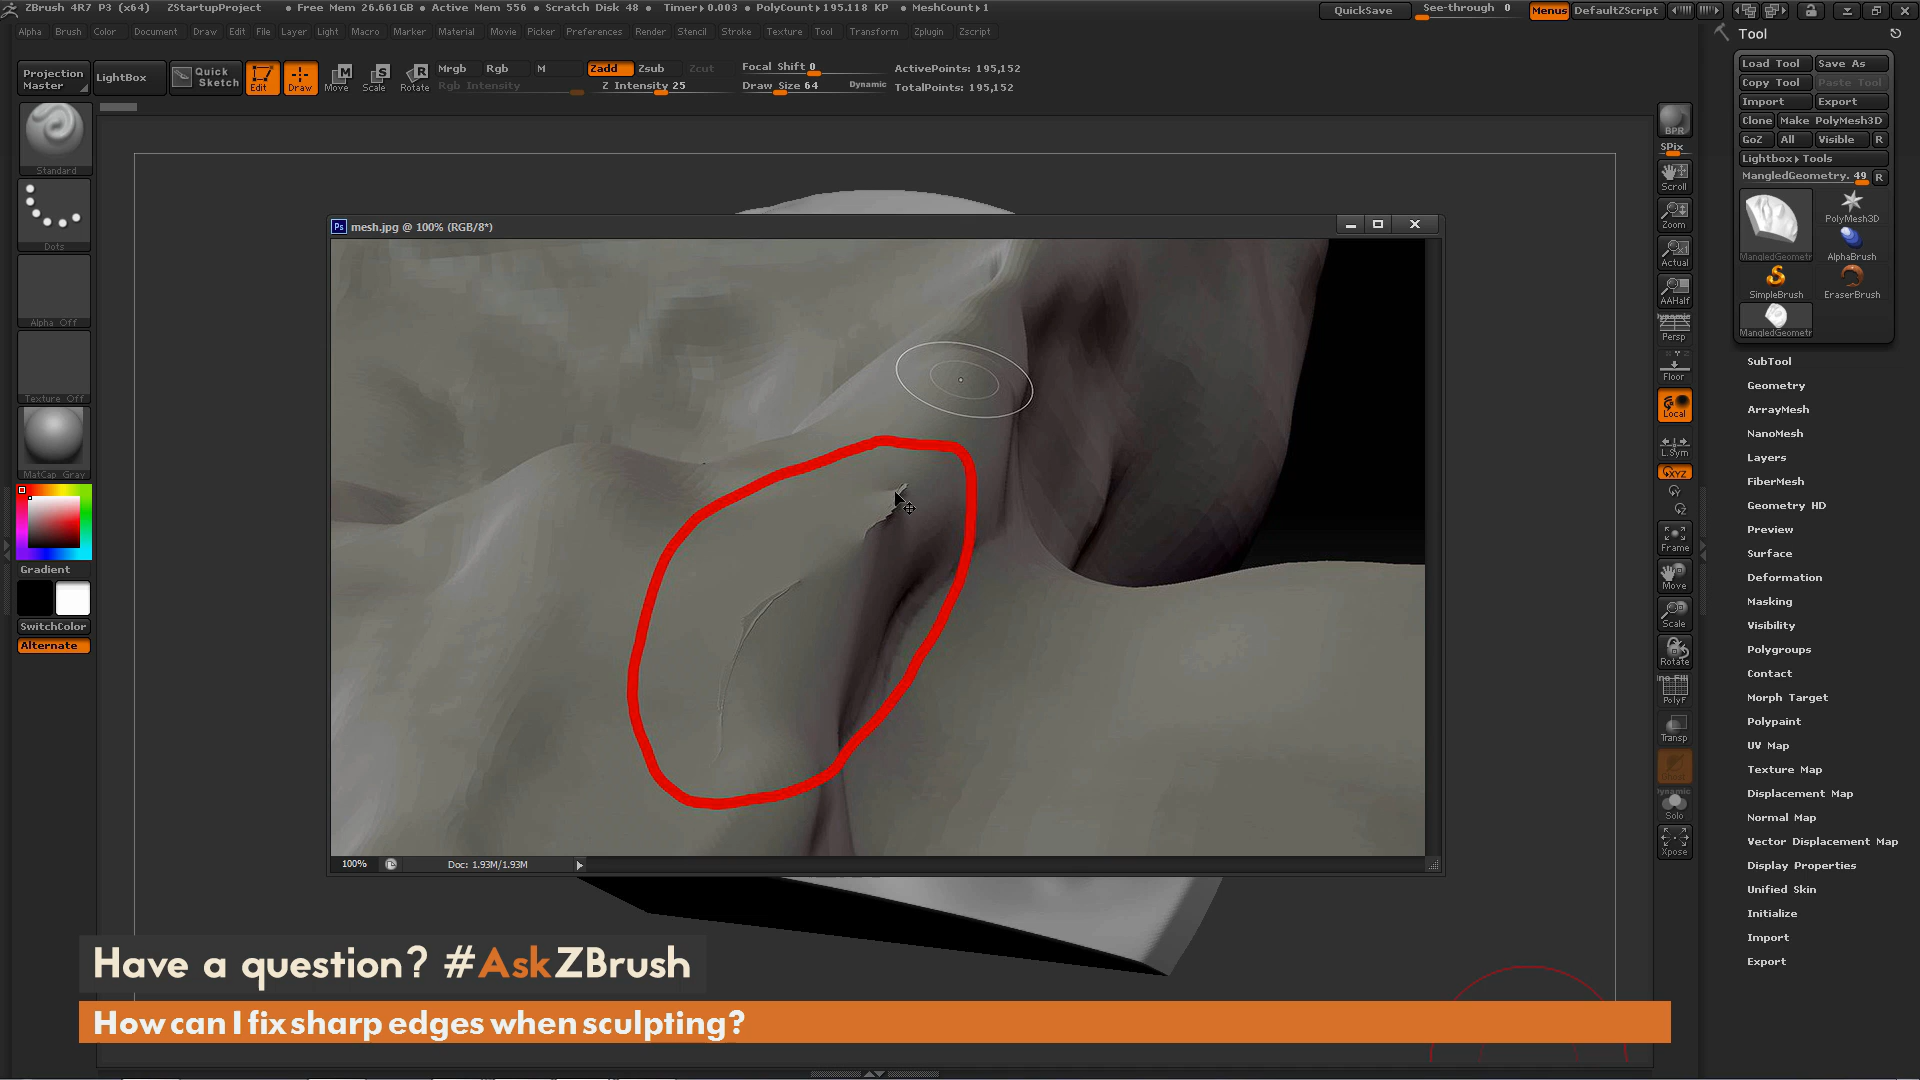 ZBrush 4R7 P3 (x64) ZStartupProject • Free Mem 26.661GB • Active Mem 556 • Scratch Disk 48 • Timer▸0.003 • PolyCount▸195.118 KP • MeshCount▸1 QuickSave See-through 0 Menus DefaultZScript
Alpha Brush Color Document Draw Edit File Layer Light Macro Marker Material Movie Picker Preferences Render Stencil Stroke Texture Tool Transform Zplugin Zscript
Projection Master
LightBox
Quick Sketch
Edit
Draw
Move
Scale
Rotate
Mrgb Rgb M
Rgb Intensity
Zadd Zsub Zcut
Z Intensity 25
Focal Shift 0
Draw Size 64 Dynamic
ActivePoints: 195,152
TotalPoints: 195,152
Standard
Dots
Alpha Off
Texture Off
MatCap Gray
Gradient
SwitchColor
Alternate
Ps mesh.jpg @ 100% (RGB/8*)
100% Doc: 1.93M/1.93M
Have a question? #AskZBrush
How can I fix sharp edges when sculpting?
BPR
SPix
Scroll
Zoom
Actual
AAHalf
Dynamic
Persp
Floor
Local
L.Sym
XYZ
Frame
Move
Scale
Rotate
PolyF
Transp
Ghost
Dynamic
Solo
Xpose
Tool
Load Tool Save As
Copy Tool Paste Tool
Import Export
Clone Make PolyMesh3D
GoZ All Visible R
Lightbox▸Tools
MangledGeometry. 49 R
MangledGeometr
PolyMesh3D
AlphaBrush
SimpleBrush
EraserBrush
MangledGeometr
SubTool
Geometry
ArrayMesh
NanoMesh
Layers
FiberMesh
Geometry HD
Preview
Surface
Deformation
Masking
Visibility
Polygroups
Contact
Morph Target
Polypaint
UV Map
Texture Map
Displacement Map
Normal Map
Vector Displacement Map
Display Properties
Unified Skin
Initialize
Import
Export